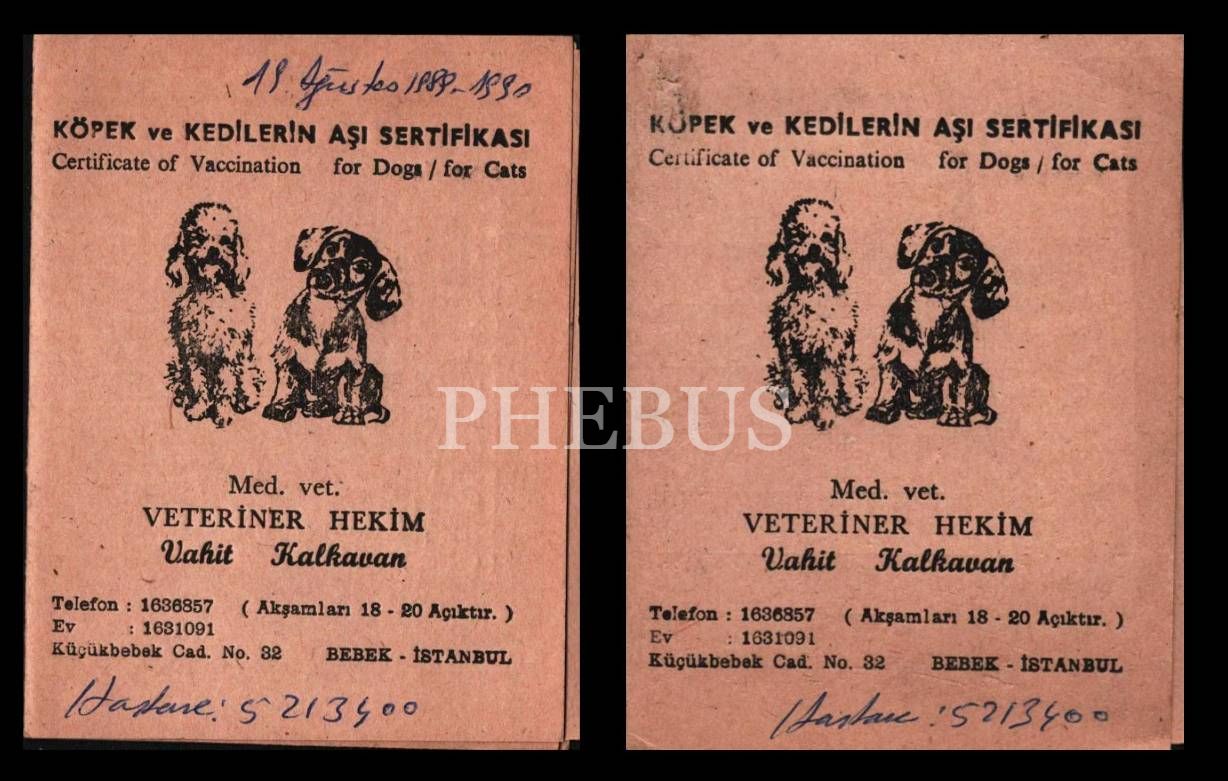 19 Ağustos 1989-1990
KÖPEK ve KEDİLERİN AŞI SERTİFİKASI
Certificate of Vaccination for Dogs / for Cats
Med. vet.
VETERİNER HEKİM
Vahit Kalkavan
Telefon : 1636857 ( Akşamları 18 - 20 Açıktır. )
Ev : 1631091
Küçükbebek Cad. No. 32 BEBEK - İSTANBUL
Hastane: 5213400
KÖPEK ve KEDİLERİN AŞI SERTİFİKASI
Certificate of Vaccination for Dogs / for Cats
Med. vet.
VETERİNER HEKİM
Vahit Kalkavan
Telefon : 1636857 ( Akşamları 18 - 20 Açıktır. )
Ev : 1631091
Küçükbebek Cad. No. 32 BEBEK - İSTANBUL
Hastane : 5213400
PHEBUS